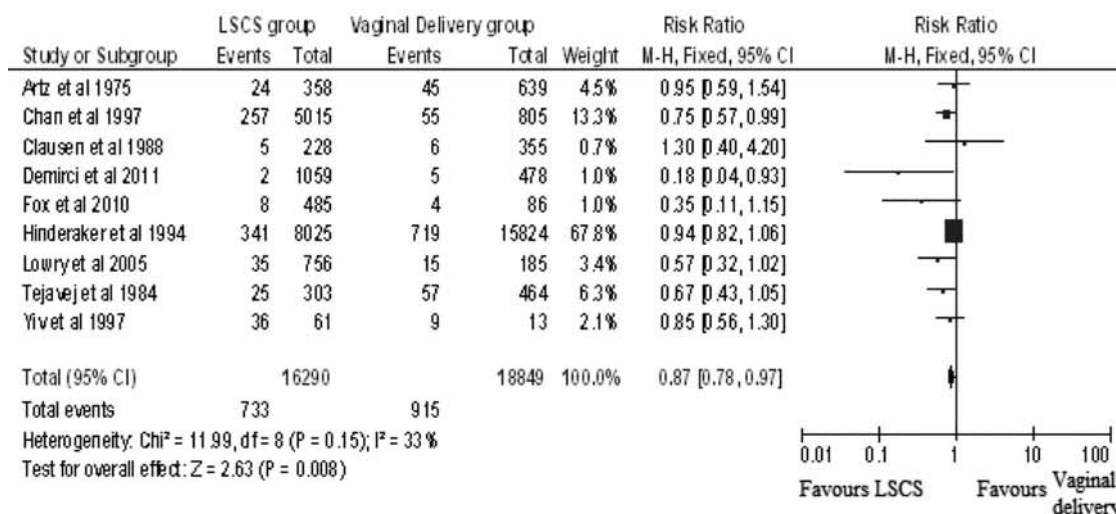 LSCS group Vaginal Delivery group Risk Ratio Risk Ratio
Study or Subgroup Events Total Events Total Weight M-H, Fixed, 95% CI M-H, Fixed, 95% CI
Artz et al 1975 24 358 45 639 4.5% 0.95 [0.59, 1.54]
Chan et al 1997 257 5015 55 805 13.3% 0.75 [0.57, 0.99]
Clausen et al 1988 5 228 6 355 0.7% 1.30 [0.40, 4.20]
Demirci et al 2011 2 1059 5 478 1.0% 0.18 [0.04, 0.93]
Fox et al 2010 8 485 4 86 1.0% 0.35 [0.11, 1.15]
Hinderaker et al 1994 341 8025 719 15824 67.8% 0.94 [0.82, 1.06]
Lowry et al 2005 35 756 15 185 3.4% 0.57 [0.32, 1.02]
Tejavej et al 1984 25 303 57 464 6.3% 0.67 [0.43, 1.05]
Yiv et al 1997 36 61 9 13 2.1% 0.85 [0.56, 1.30]
Total (95% CI) 16290 18849 100.0% 0.87 [0.78, 0.97]
Total events 733 915
Heterogeneity: Chi² = 11.99, df = 8 (P = 0.15); I² = 33%
Test for overall effect: Z = 2.63 (P = 0.008)
0.01 0.1 1 10 100
Favours LSCS Favours Vaginal
delivery